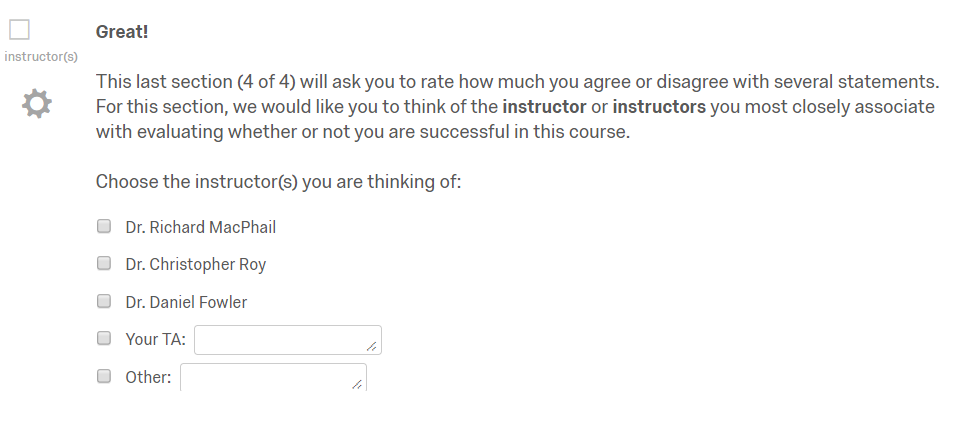 Great!
instructor(s)
This last section (4 of 4) will ask you to rate how much you agree or disagree with several statements.
For this section, we would like you to think of the instructor or instructors you most closely associate
with evaluating whether or not you are successful in this course.
Choose the instructor(s) you are thinking of:
Dr. Richard MacPhail
Dr. Christopher Roy
Dr. Daniel Fowler
Your TA:
Other: